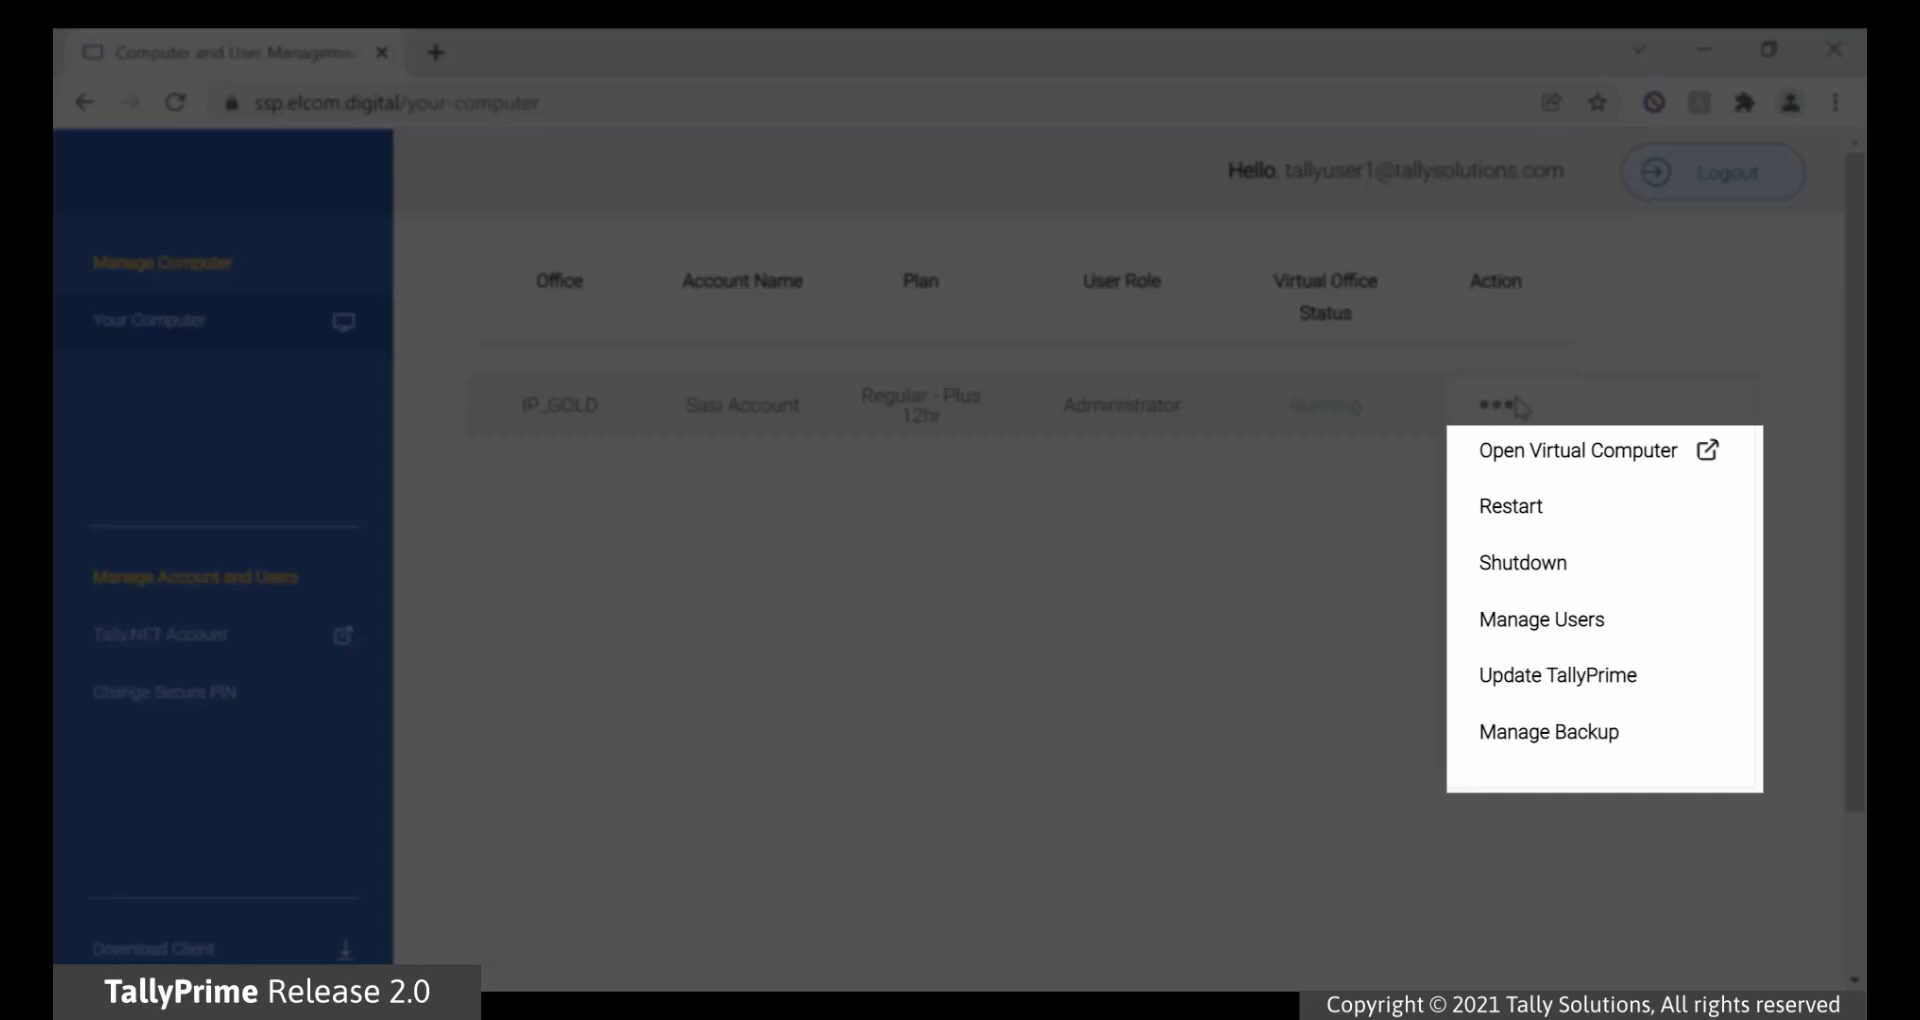 Computer and User Manageme
ssp.elcom.digital/your-computer
Hello, tallyuser1@tallysolutions.com
Logout
Manage Computer
Your Computer
Office
Account Name
Plan
User Role
Virtual Office
Status
Action
IP_GOLD
Sasi Account
Regular - Plus
12hr
Administrator
Running
Open Virtual Computer
Restart
Shutdown
Manage Users
Update TallyPrime
Manage Backup
Manage Account and Users
Tally.NET Account
Change Secure PIN
Download Client
TallyPrime Release 2.0
Copyright © 2021 Tally Solutions, All rights reserved